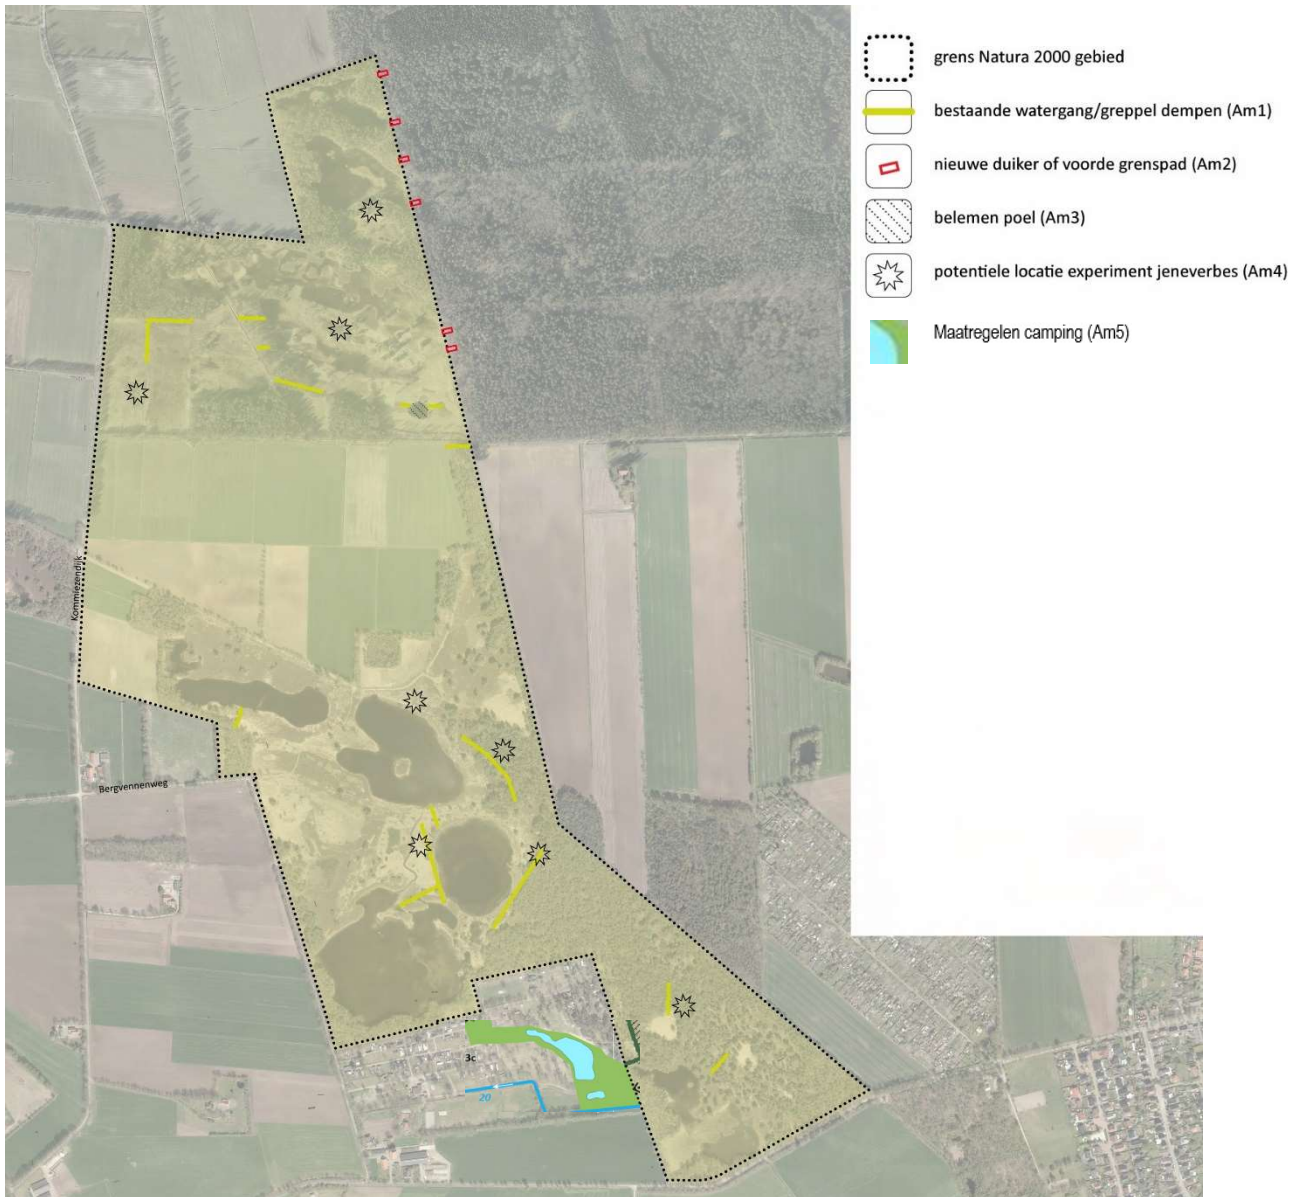 grens Natura 2000 gebied
bestaande watergang/greppel dempen (Am1)
nieuwe duiker of voorde grenspad (Am2)
belemen poel (Am3)
potentiele locatie experiment jeneverbes (Am4)
Maatregelen camping (Am5)
Kommiezendijk
Bergvennenweg
3c
20